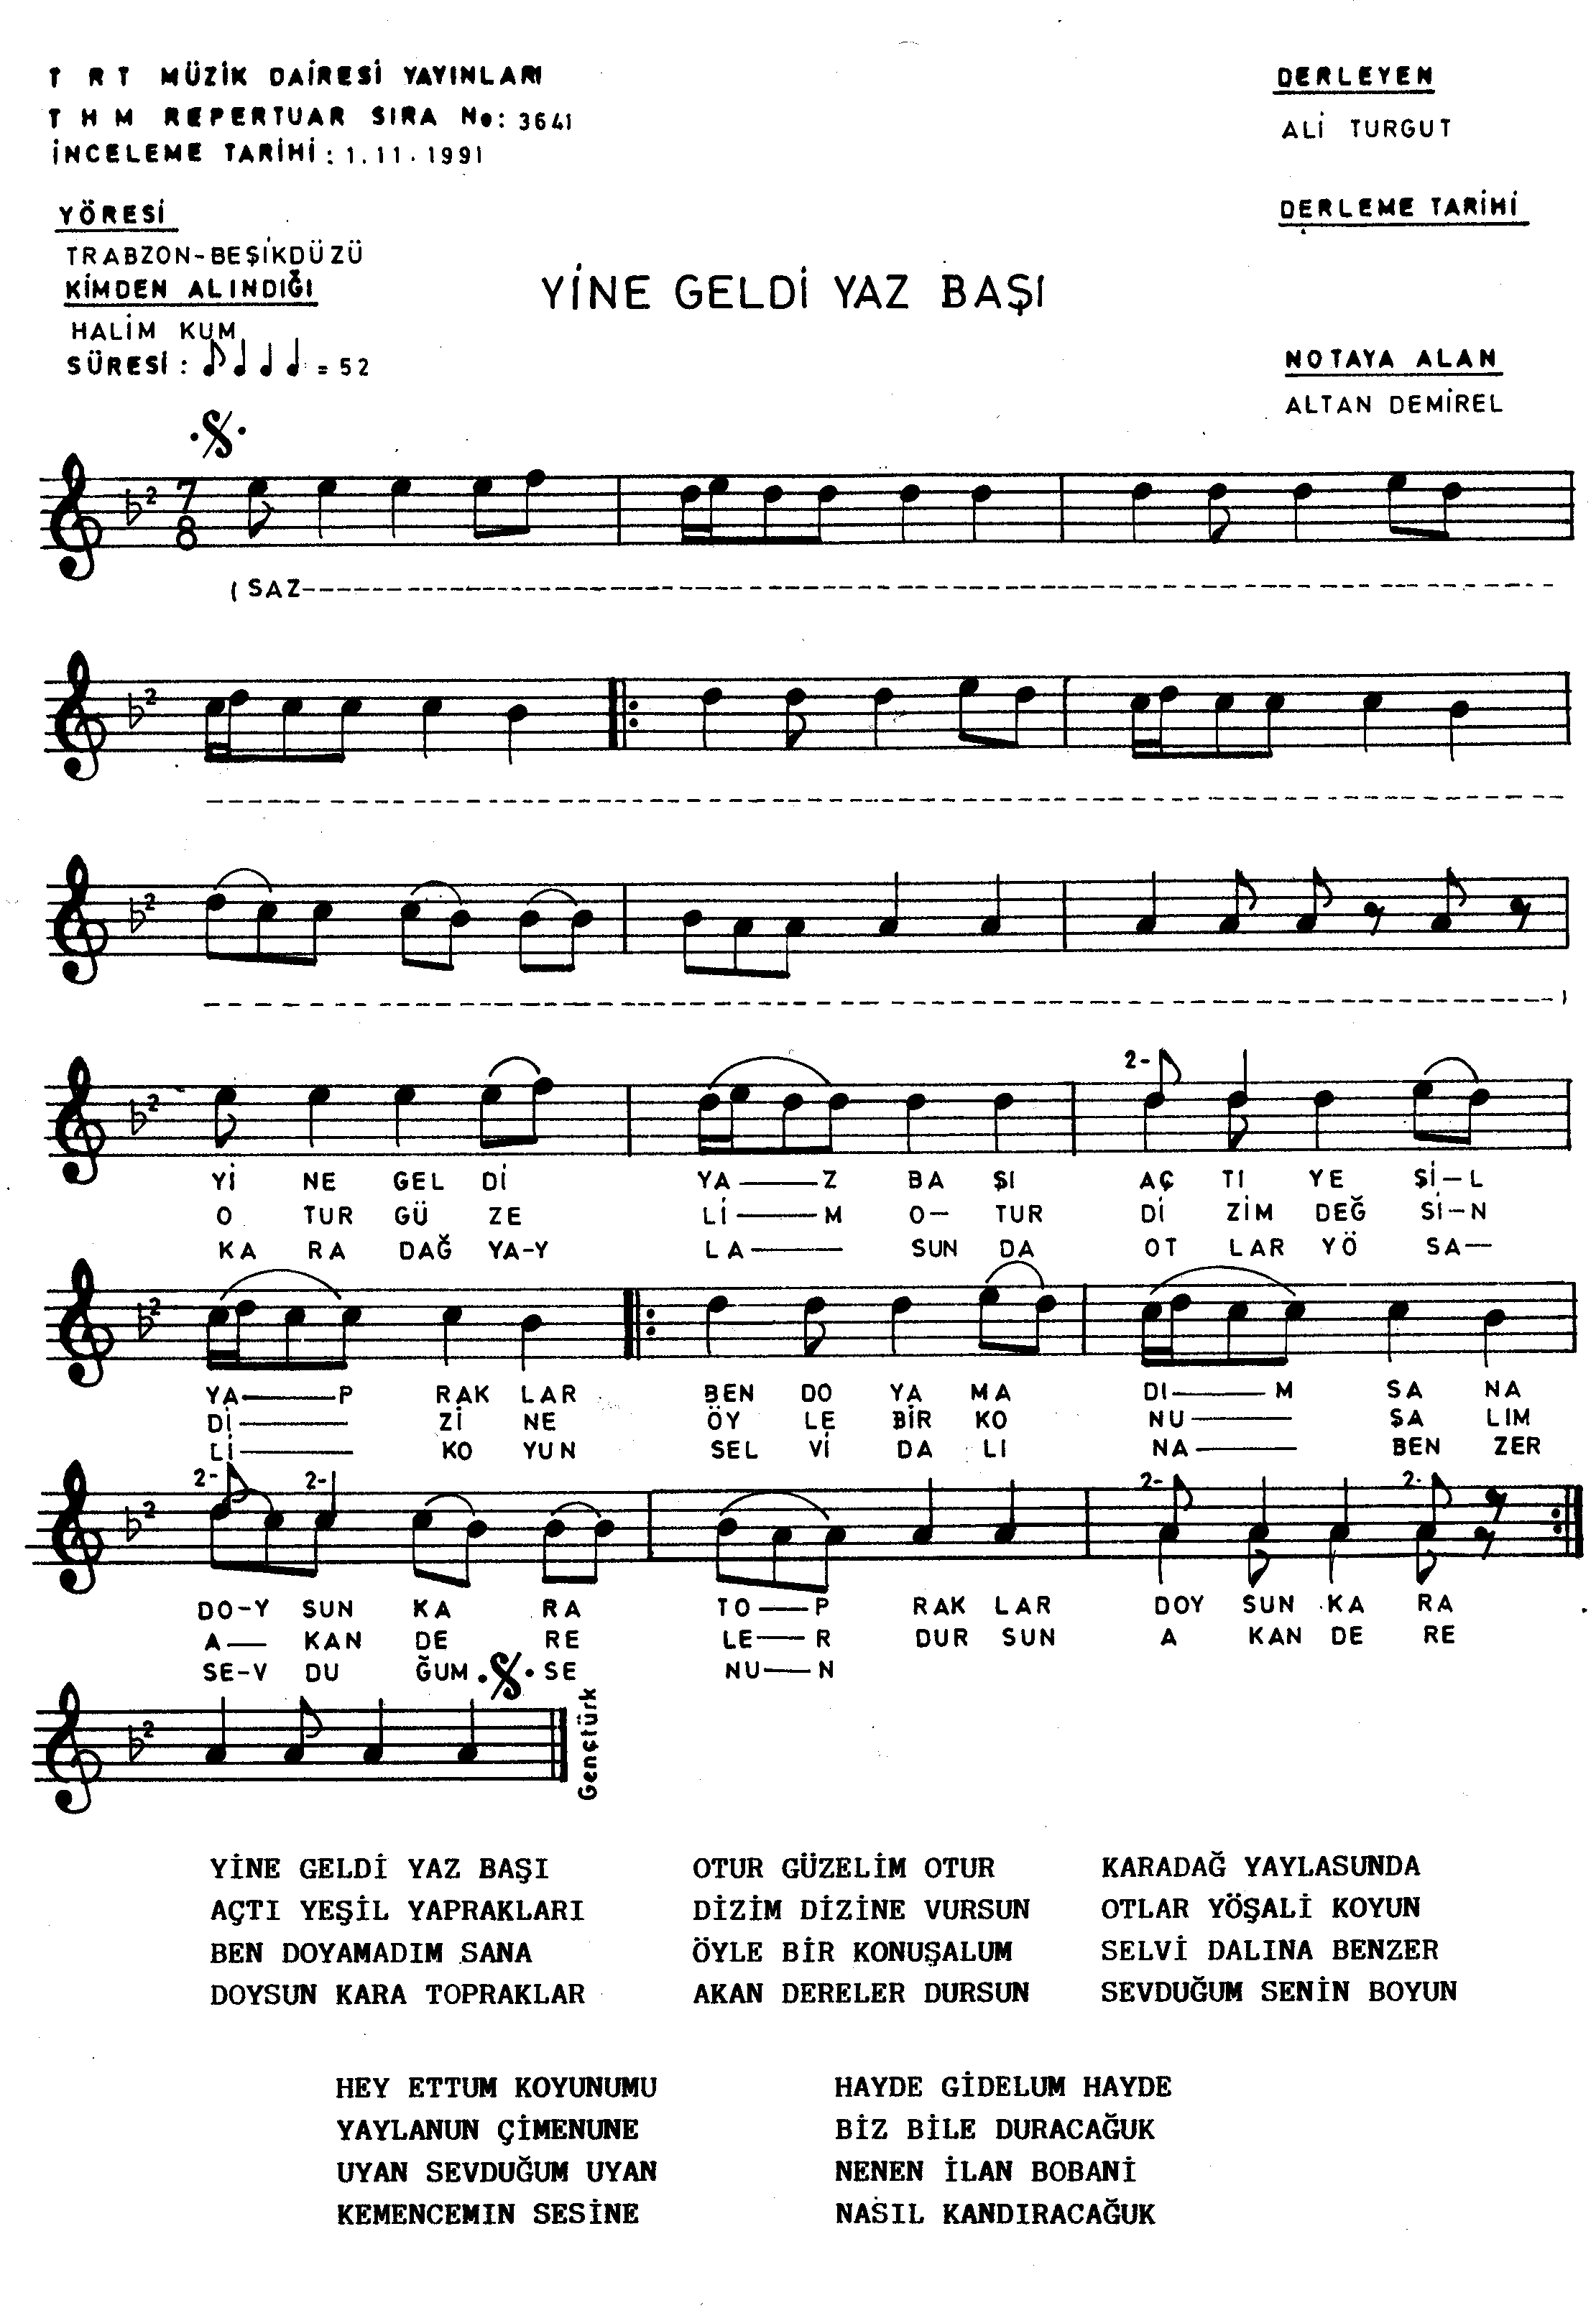 T R T MÜZİK DAİRESİ YAYINLARI
T H M REPERTUAR SIRA No: 3641
İNCELEME TARİHİ : 1.11.1991
DERLEYEN
ALİ TURGUT
YÖRESİ
TRABZON-BEŞİKDÜZÜ
DERLEME TARİHİ
KİMDEN ALINDIĞI
HALİM KUM
YİNE GELDİ YAZ BAŞI
SÜRESİ : = 52
NOTAYA ALAN
ALTAN DEMİREL
7
8
(SAZ---------------)
2-
Yİ NE GEL Dİ YA——Z BA ŞI AÇ TI YE Şİ-L
O TUR GÜ ZE Lİ——M O— TUR Dİ ZİM DEĞ Sİ-N
KA RA DAĞ YA-Y LA—— SUN DA OT LAR YÖ SA—
YA——P RAK LAR BEN DO YA MA DI——M SA NA
Dİ—— Zİ NE ÖY LE BİR KO NU—— ŞA LIM
Lİ—— KO YUN SEL Vİ DA LI NA—— BEN ZER
2- 2- 2- 2-
DO-Y SUN KA RA TO——P RAK LAR DOY SUN KA RA
A— KAN DE RE LE——R DUR SUN A KAN DE RE
SE-V DU ĞUM SE NU——N
Gençtürk
YİNE GELDİ YAZ BAŞI
AÇTI YEŞİL YAPRAKLARI
BEN DOYAMADIM SANA
DOYSUN KARA TOPRAKLAR
OTUR GÜZELİM OTUR
DİZİM DİZİNE VURSUN
ÖYLE BİR KONUŞALUM
AKAN DERELER DURSUN
KARADAĞ YAYLASUNDA
OTLAR YÖŞALİ KOYUN
SELVİ DALINA BENZER
SEVDUĞUM SENİN BOYUN
HEY ETTUM KOYUNUMU
YAYLANUN ÇİMENUNE
UYAN SEVDUĞUM UYAN
KEMENCEMIN SESİNE
HAYDE GİDELUM HAYDE
BİZ BİLE DURACAĞUK
NENEN İLAN BOBANİ
NASIL KANDIRACAĞUK